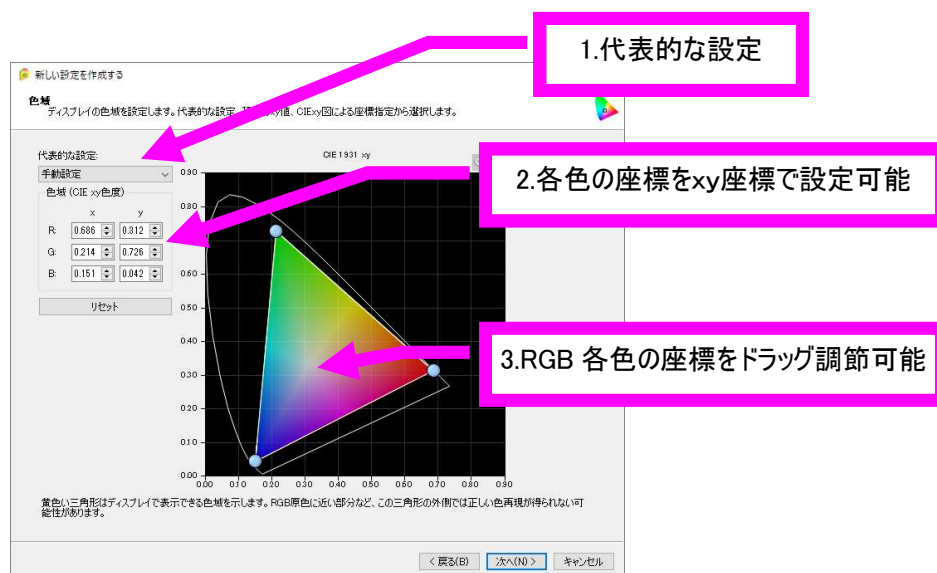 1.代表的な設定
新しい設定を作成する
色域
ディスプレイの色域を設定します。代表的な設定、 xy値、CIExy図による座標指定から選択します。
代表的な設定:
手動設定
色域 (CIE xy色度)
x y
R: 0.686 0.312
G: 0.214 0.726
B: 0.151 0.042
リセット
CIE 1931 xy
2.各色の座標をxy座標で設定可能
3.RGB 各色の座標をドラッグ調節可能
0.90
0.80
0.60
0.50
0.40
0.30
0.20
0.10
0.00
0.00 0.10 0.20 0.30 0.40 0.50 0.60 0.70 0.80 0.90
黄色い三角形はディスプレイで表示できる色域を示します。RGB原色に近い部分など、この三角形の外側では正しい色再現が得られない可
能性があります。
< 戻る(B) 次へ(N) > キャンセル